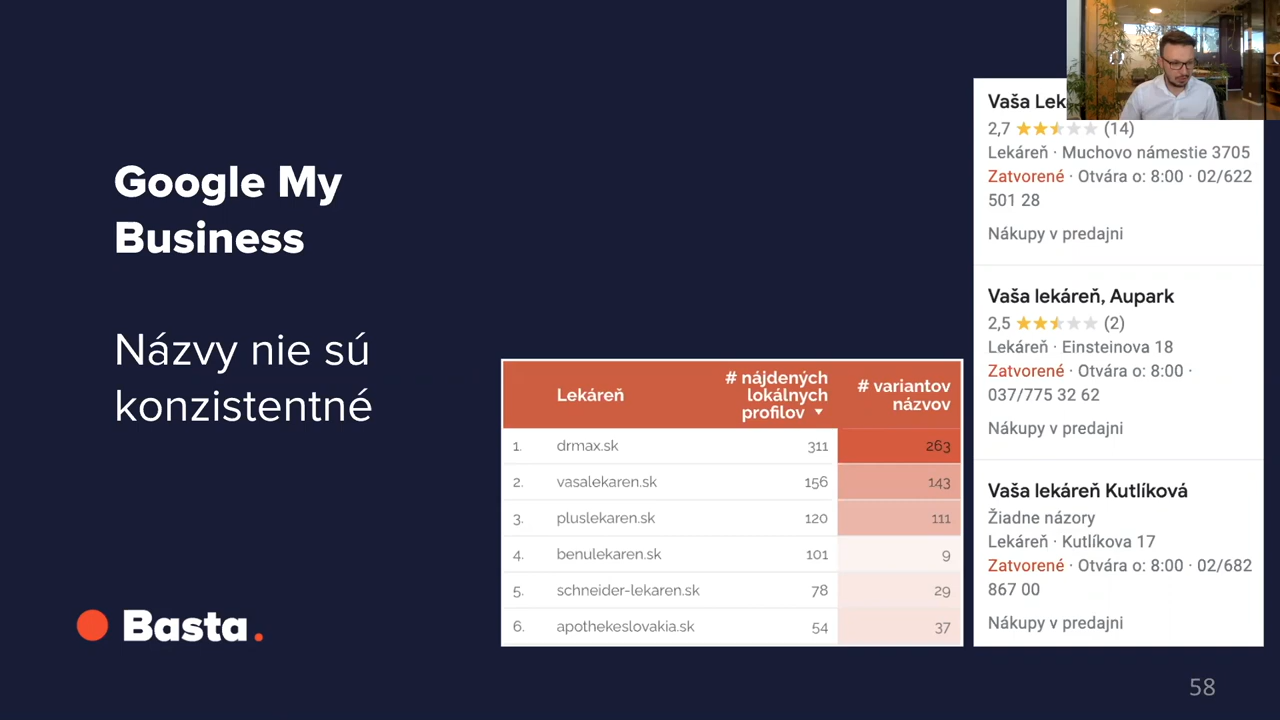 Google My
Business
Názvy nie sú
konzistentné
Basta.
Lekáreň
# nájdených
lokálnych
profilov
# variantov
názvov
1. drmax.sk 311 263
2. vasalekaren.sk 156 143
3. pluslekaren.sk 120 111
4. benulekaren.sk 101 9
5. schneider-lekaren.sk 78 29
6. apothekeslovakia.sk 54 37
Vaša
2,7 (14)
Lekáreň · Muchovo námestie 3705
Zatvorené · Otvára o: 8:00 · 02/622
501 28
Nákupy v predajni
Vaša lekáreň, Aupark
2,5 (2)
Lekáreň · Einsteinova 18
Zatvorené · Otvára o: 8:00 ·
037/775 32 62
Nákupy v predajni
Vaša lekáreň Kutlíková
Žiadne názory
Lekáreň · Kutlíkova 17
Zatvorené · Otvára o: 8:00 · 02/682
867 00
Nákupy v predajni
58